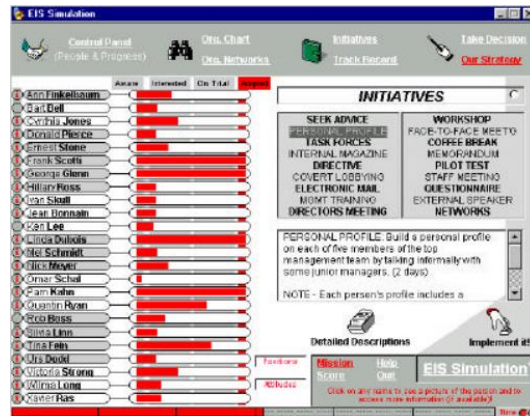 EIS Simulation
Control Panel
(People & Progress)
Org. Chart
Org. Networks
Initiatives
Track Record
Take Decision
Our Strategy
Aware
Interested
On Trial
Adopted
Ann Finkelbaum
Bart Bell
Cynthia Jones
Donald Pierce
Ernest Stone
Frank Scotti
George Glenn
Hillary Ross
Ivan Skull
Jean Bonnain
Ken Lee
Linda Dubois
Mel Schmidt
Nick Meyer
Omar Schal
Pam Kahn
Quentin Ryan
Rob Boss
Silvia Linn
Tina Fein
Urs Dodd
Victoria Strong
Wilma Long
Xavier Ras
INITIATIVES
SEEK ADVICE
PERSONAL PROFILE
TASK FORCES
INTERNAL MAGAZINE
DIRECTIVE
COVERT LOBBYING
ELECTRONIC MAIL
MGMT TRAINING
DIRECTORS MEETING
WORKSHOP
FACE-TO-FACE MEETG
COFFEE BREAK
MEMORANDUM
PILOT TEST
STAFF MEETING
QUESTIONNAIRE
EXTERNAL SPEAKER
NETWORKS
PERSONAL PROFILE: Build a personal profile
on each of five members of the top
management team by talking informally with
some junior managers. (2 days).
NOTE - Each person's profile includes a
Detailed Descriptions
Implement it!
Functions
Attitudes
Mission
Help
Score
Quit
EIS Simulation
Click on any name to see a picture of the person and to
access more information (if available)!